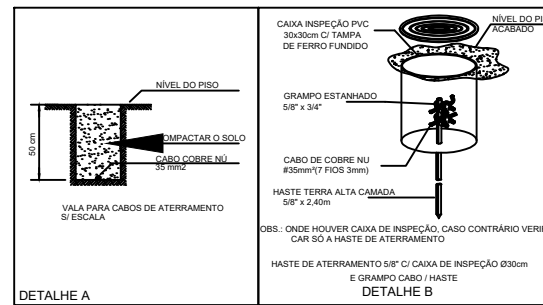 NÍVEL DO PISO
50 cm
COMPACTAR O SOLO
CABO COBRE NÚ
35 mm2
VALA PARA CABOS DE ATERRAMENTO
S/ ESCALA
DETALHE A
CAIXA INSPEÇÃO PVC
30x30cm C/ TAMPA
DE FERRO FUNDIDO
NÍVEL DO PI
ACABADO
GRAMPO ESTANHADO
5/8" x 3/4"
CABO DE COBRE NU
#35mm²(7 FIOS 3mm)
HASTE TERRA ALTA CAMADA
5/8" x 2,40m
OBS.: ONDE HOUVER CAIXA DE INSPEÇÃO, CASO CONTRÁRIO VERI
CAR SÓ A HASTE DE ATERRAMENTO
HASTE DE ATERRAMENTO 5/8" C/ CAIXA DE INSPEÇÃO Ø30cm
E GRAMPO CABO / HASTE
DETALHE B